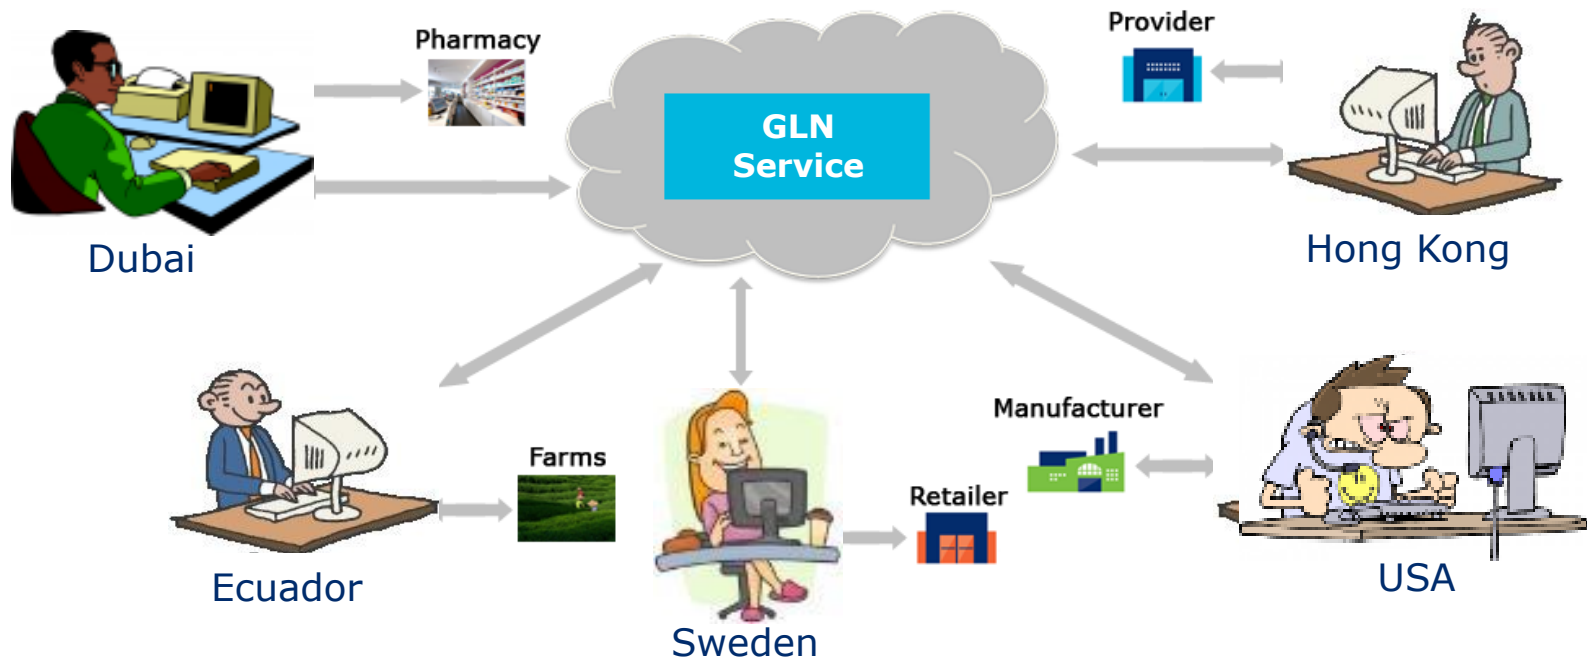 Pharmacy
Provider
GLN
Service
Dubai
Hong Kong
Farms
Manufacturer
Retailer
Ecuador
USA
Sweden